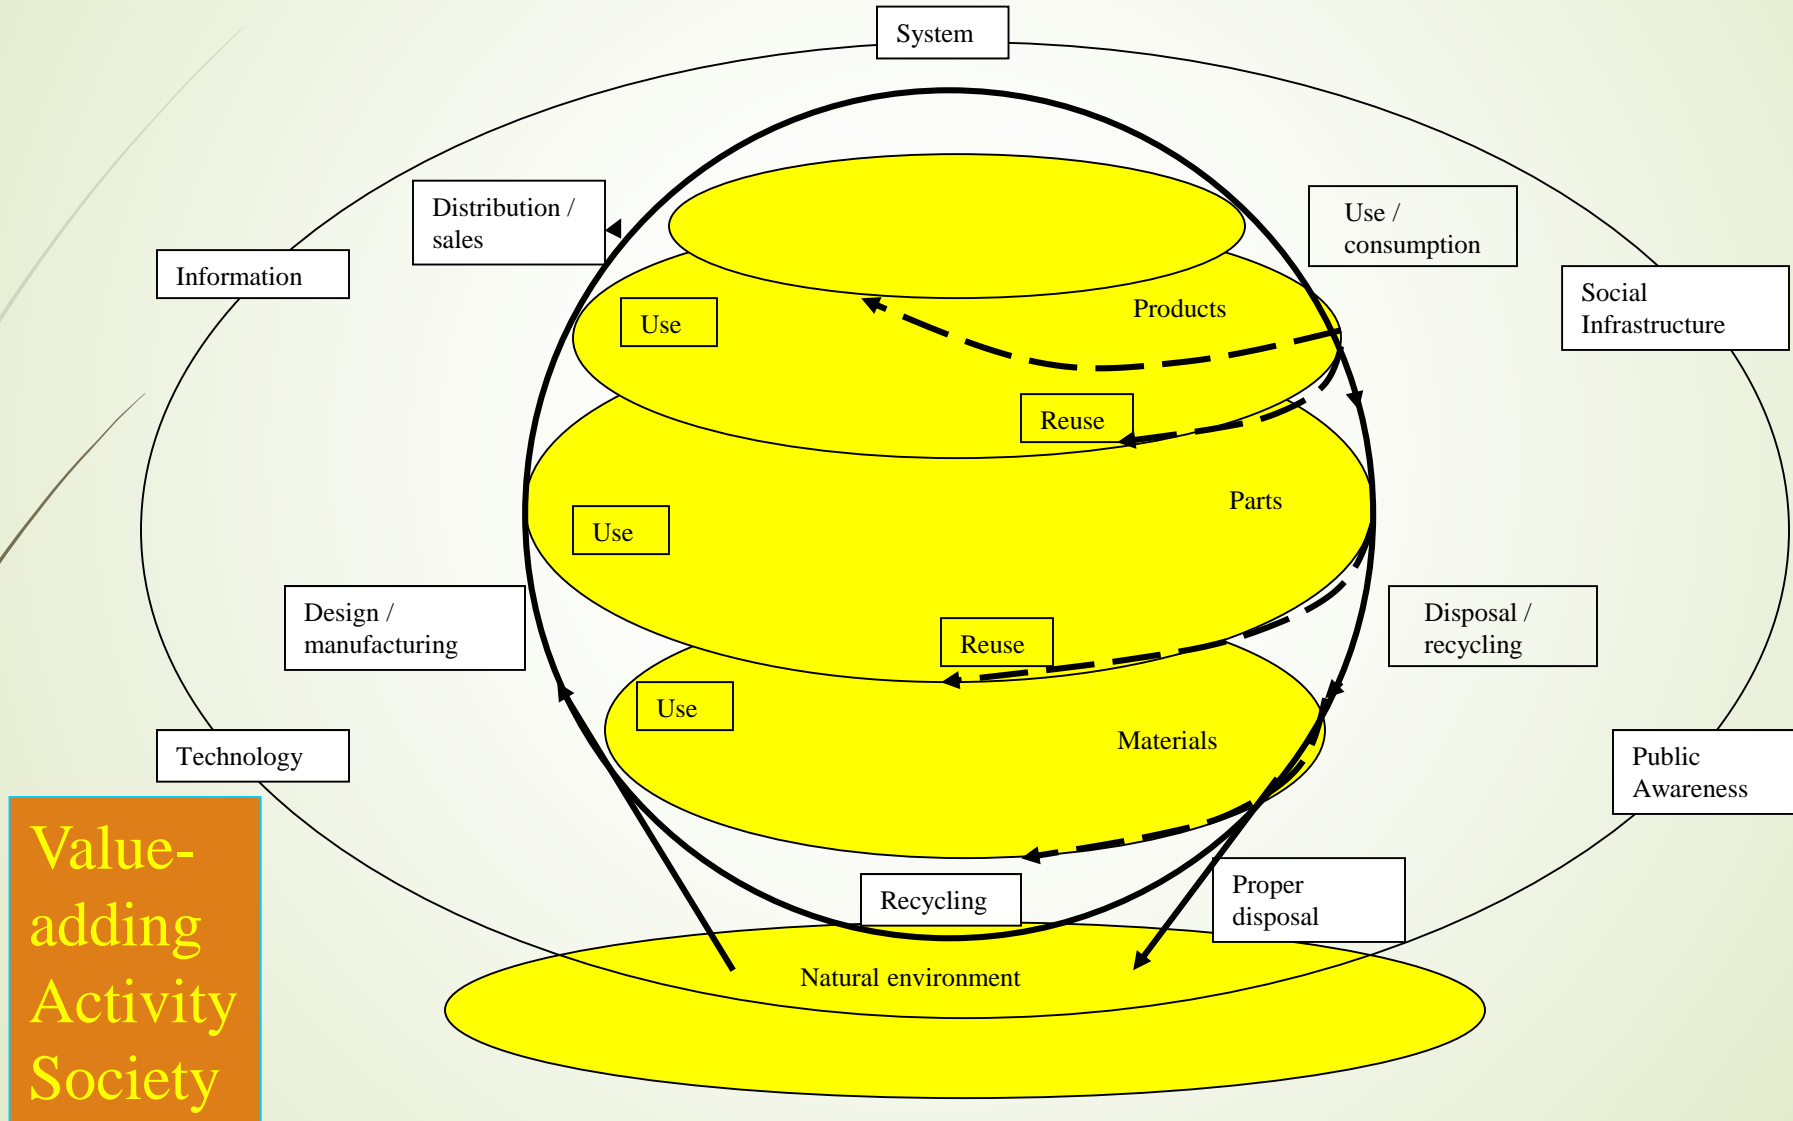 System
Distribution /
sales
Use /
consumption
Information
Social
Infrastructure
Products
Use
Reuse
Parts
Use
Design /
manufacturing
Disposal /
recycling
Reuse
Use
Materials
Technology
Public
Awareness
Value-
adding
Activity
Society
Recycling
Proper
disposal
Natural environment